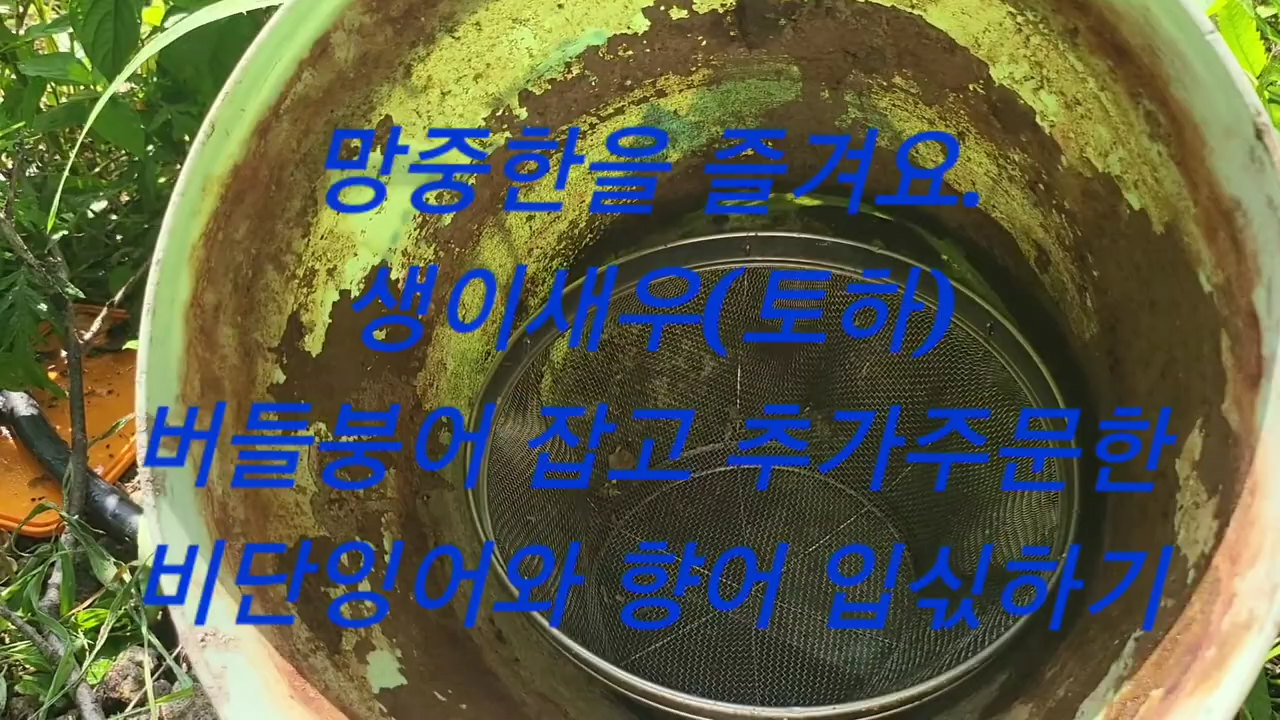 망중한을 즐겨요.
생이새우(토하)
버들붕어 잡고 추가주문한
비단잉어와 향어 입싟하기